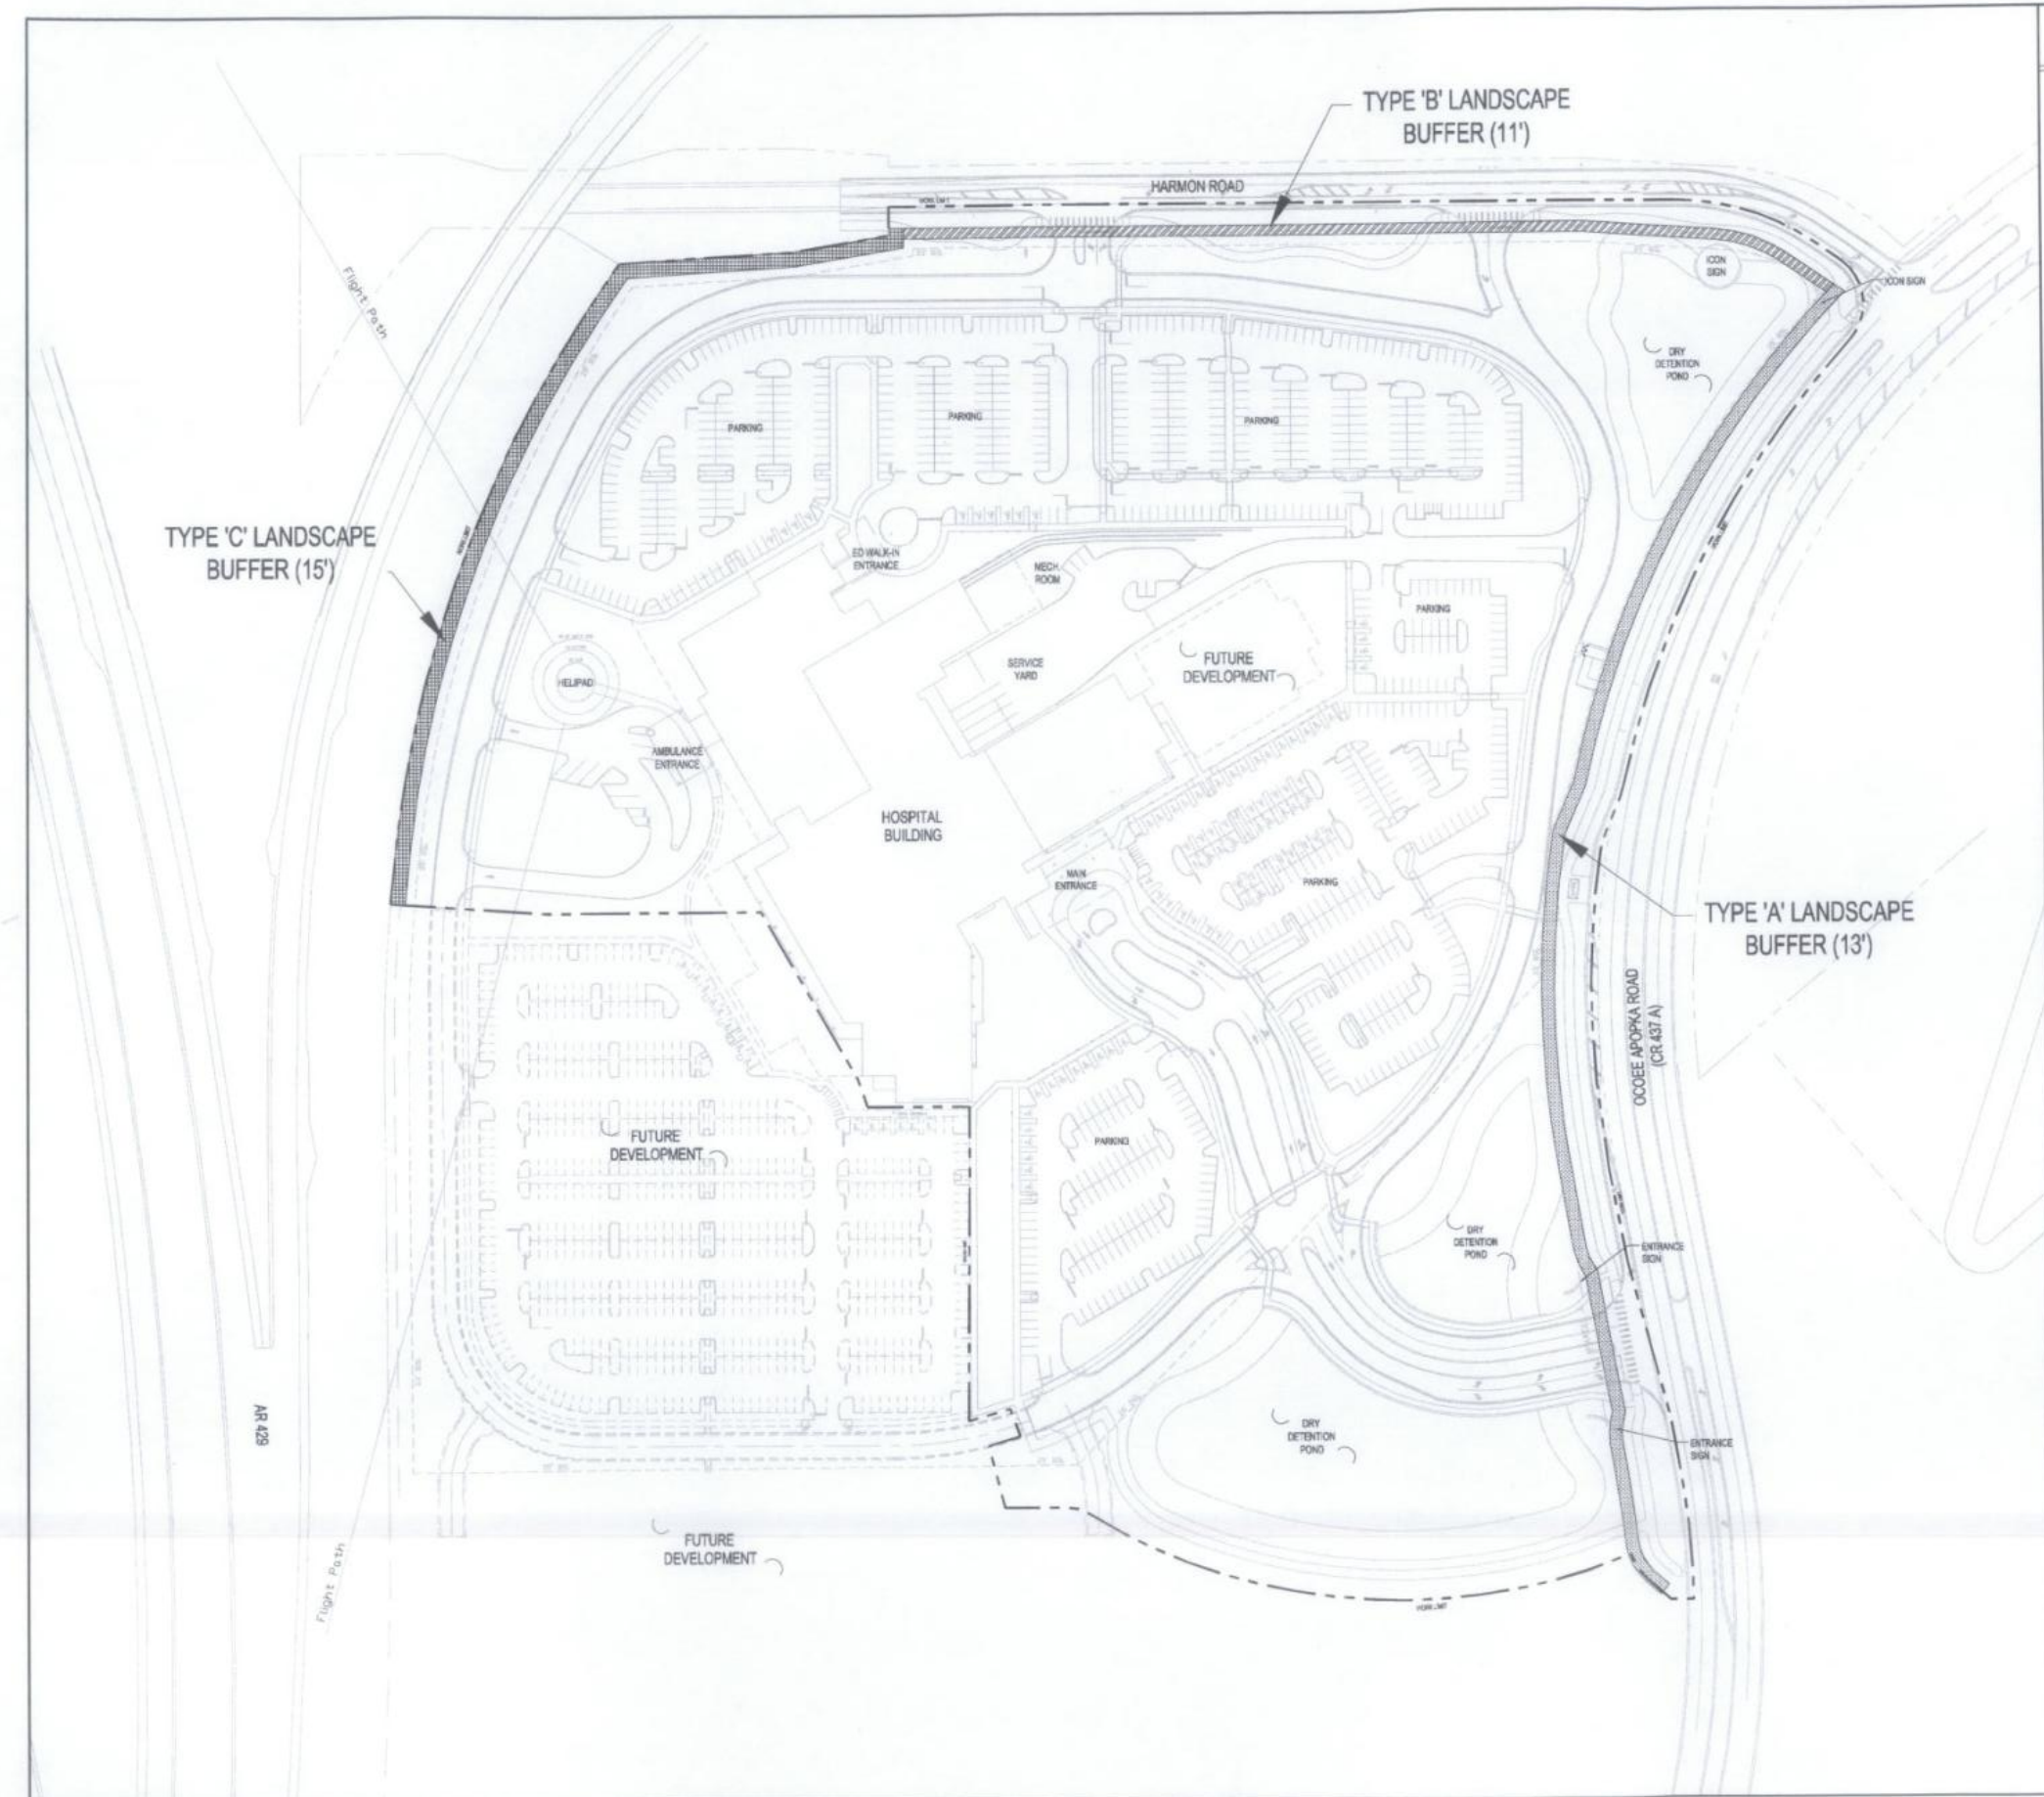 TYPE 'B' LANDSCAPE
BUFFER (11')
HARMON ROAD
ICON
SIGN
ICON SIGN
Flight Path
DRY
DETENTION
POND
PARKING
PARKING
PARKING
TYPE 'C' LANDSCAPE
BUFFER (15')
ED WALK-IN
ENTRANCE
MECH.
ROOM
PARKING
SERVICE
YARD
FUTURE
DEVELOPMENT
HELIPAD
AMBULANCE
ENTRANCE
HOSPITAL
BUILDING
MAIN
ENTRANCE
PARKING
TYPE 'A' LANDSCAPE
BUFFER (13')
OCOEE APOPKA ROAD
(CR 437 A)
FUTURE
DEVELOPMENT
PARKING
DRY
DETENTION
POND
ENTRANCE
SIGN
AR 429
DRY
DETENTION
POND
ENTRANCE
SIGN
FUTURE
DEVELOPMENT
Flight Path
WORK LIMIT